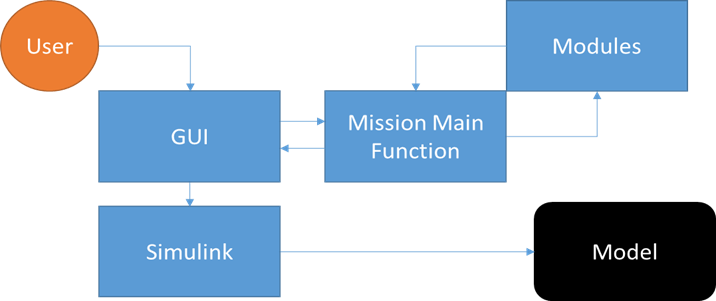 User
Modules
GUI
Mission Main
Function
Simulink
Model